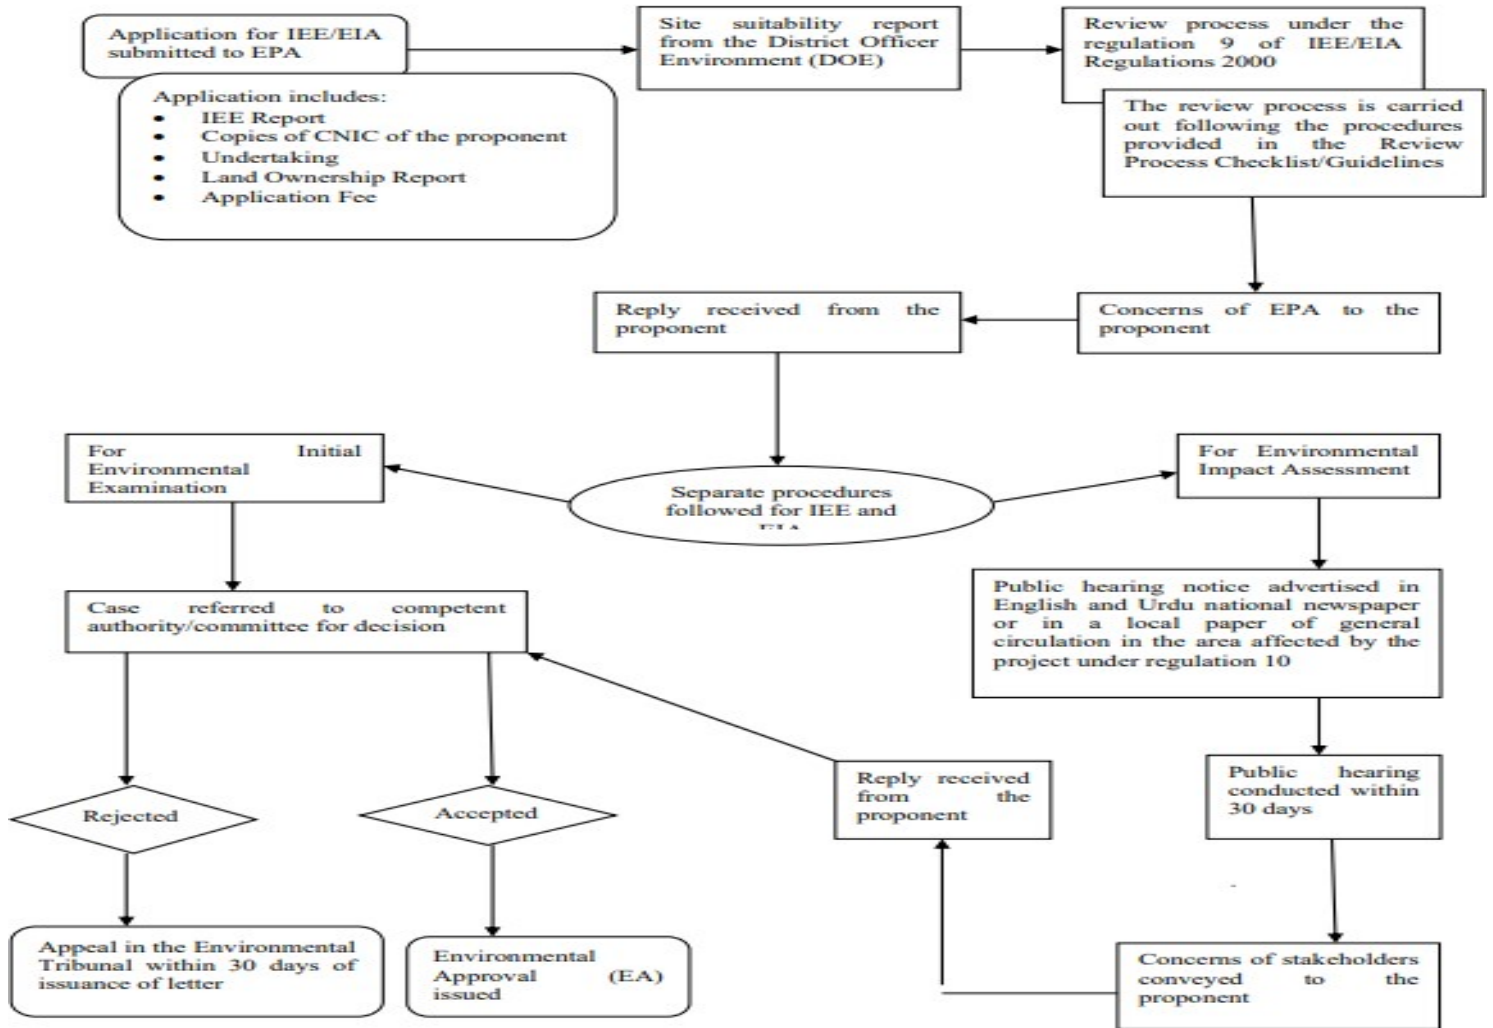 Application for IEE/EIA
submitted to EPA
Application includes:
• IEE Report
• Copies of CNIC of the proponent
• Undertaking
• Land Ownership Report
• Application Fee
Site suitability report
from the District Officer
Environment (DOE)
Review process under the
regulation 9 of IEE/EIA
Regulations 2000
The review process is carried
out following the procedures
provided in the Review
Process Checklist/Guidelines
Concerns of EPA to the
proponent
Reply received from the
proponent
Separate procedures
followed for IEE and
EIA
For Initial
Environmental
Examination
For Environmental
Impact Assessment
Case referred to competent
authority/committee for decision
Public hearing notice advertised in
English and Urdu national newspaper
or in a local paper of general
circulation in the area affected by the
project under regulation 10
Public hearing
conducted within
30 days
Concerns of stakeholders
conveyed to the
proponent
Reply received
from the
proponent
Rejected
Accepted
Appeal in the Environmental
Tribunal within 30 days of
issuance of letter
Environmental
Approval (EA)
issued